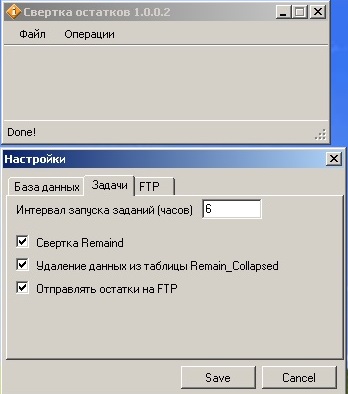 Свертка остатков 1.0.0.2
Файл Операции
Done!
Настройки
База данных Задачи FTP
Интервал запуска заданий (часов) 6
Свертка Remaind
Удаление данных из таблицы Remain_Collapsed
Отправлять остатки на FTP
Save Cancel